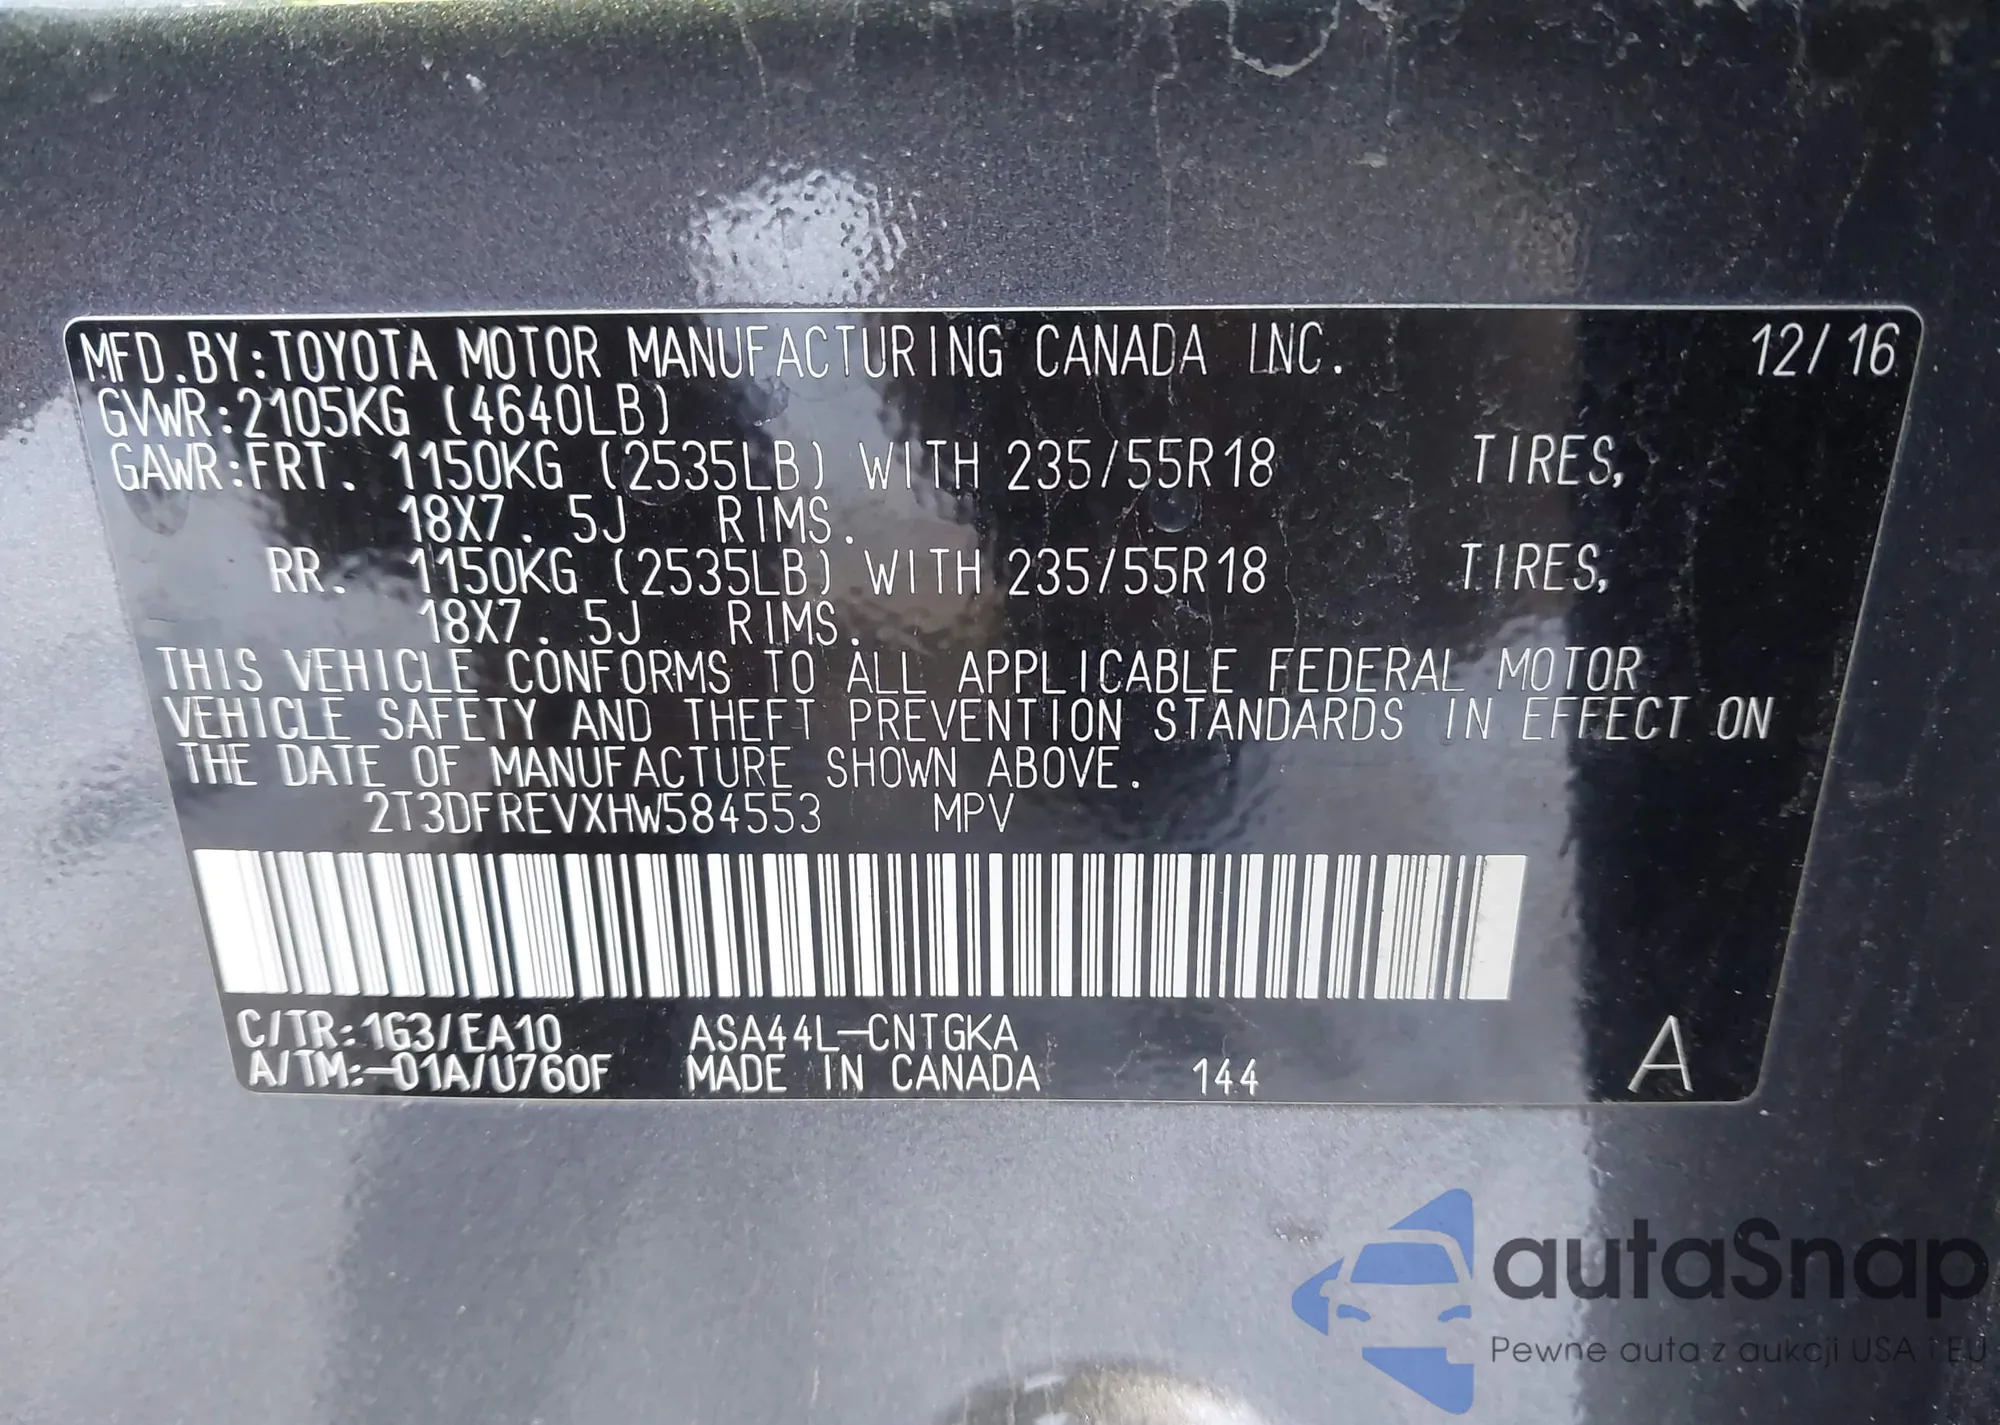 MFD.BY:TOYOTA MOTOR MANUFACTURING CANADA INC. 12/16
GVWR:2105KG (4640LB)
GAWR:FRT. 1150KG (2535LB) WITH 235/55R18 TIRES,
18X7.5J RIMS.
RR. 1150KG (2535LB) WITH 235/55R18 TIRES,
18X7.5J RIMS.
THIS VEHICLE CONFORMS TO ALL APPLICABLE FEDERAL MOTOR
VEHICLE SAFETY AND THEFT PREVENTION STANDARDS IN EFFECT ON
THE DATE OF MANUFACTURE SHOWN ABOVE.
2T3DFREVXHW584553 MPV
C/TR:1G3/EA10 ASA44L-CNTGKA
A/TM:-01A/U760F MADE IN CANADA 144 A
autaSnap
Pewne auta z aukcji USA i EU